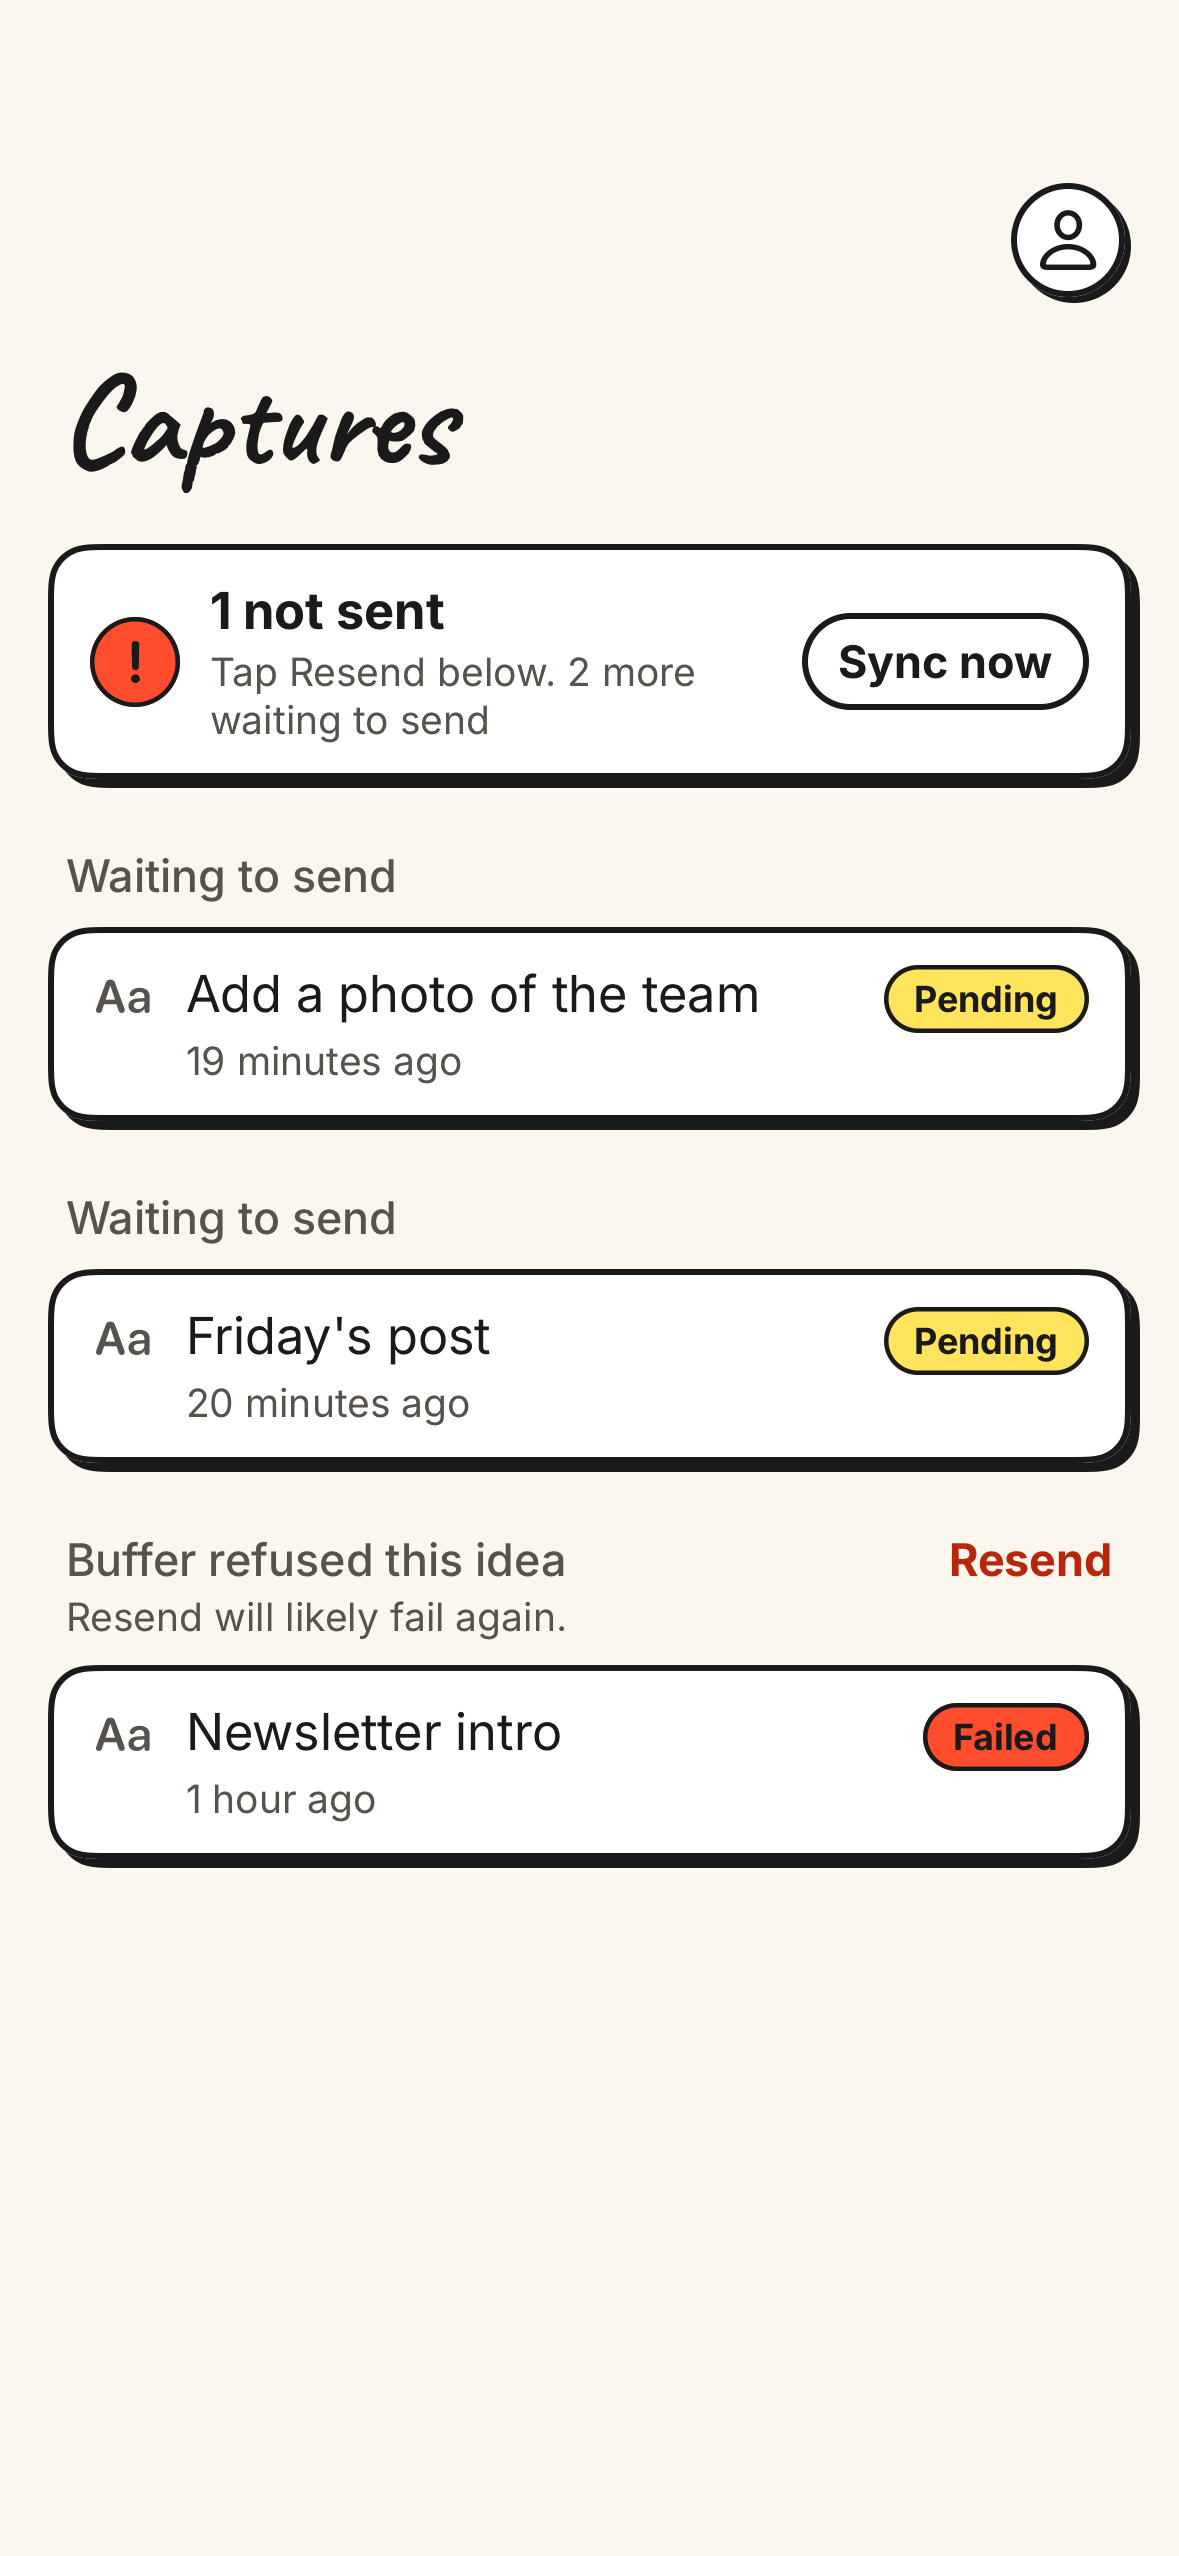 Captures
1 not sent
Tap Resend below. 2 more
waiting to send
Sync now
Waiting to send
Aa Add a photo of the team Pending
19 minutes ago
Waiting to send
Aa Friday's post Pending
20 minutes ago
Buffer refused this idea Resend
Resend will likely fail again.
Aa Newsletter intro Failed
1 hour ago